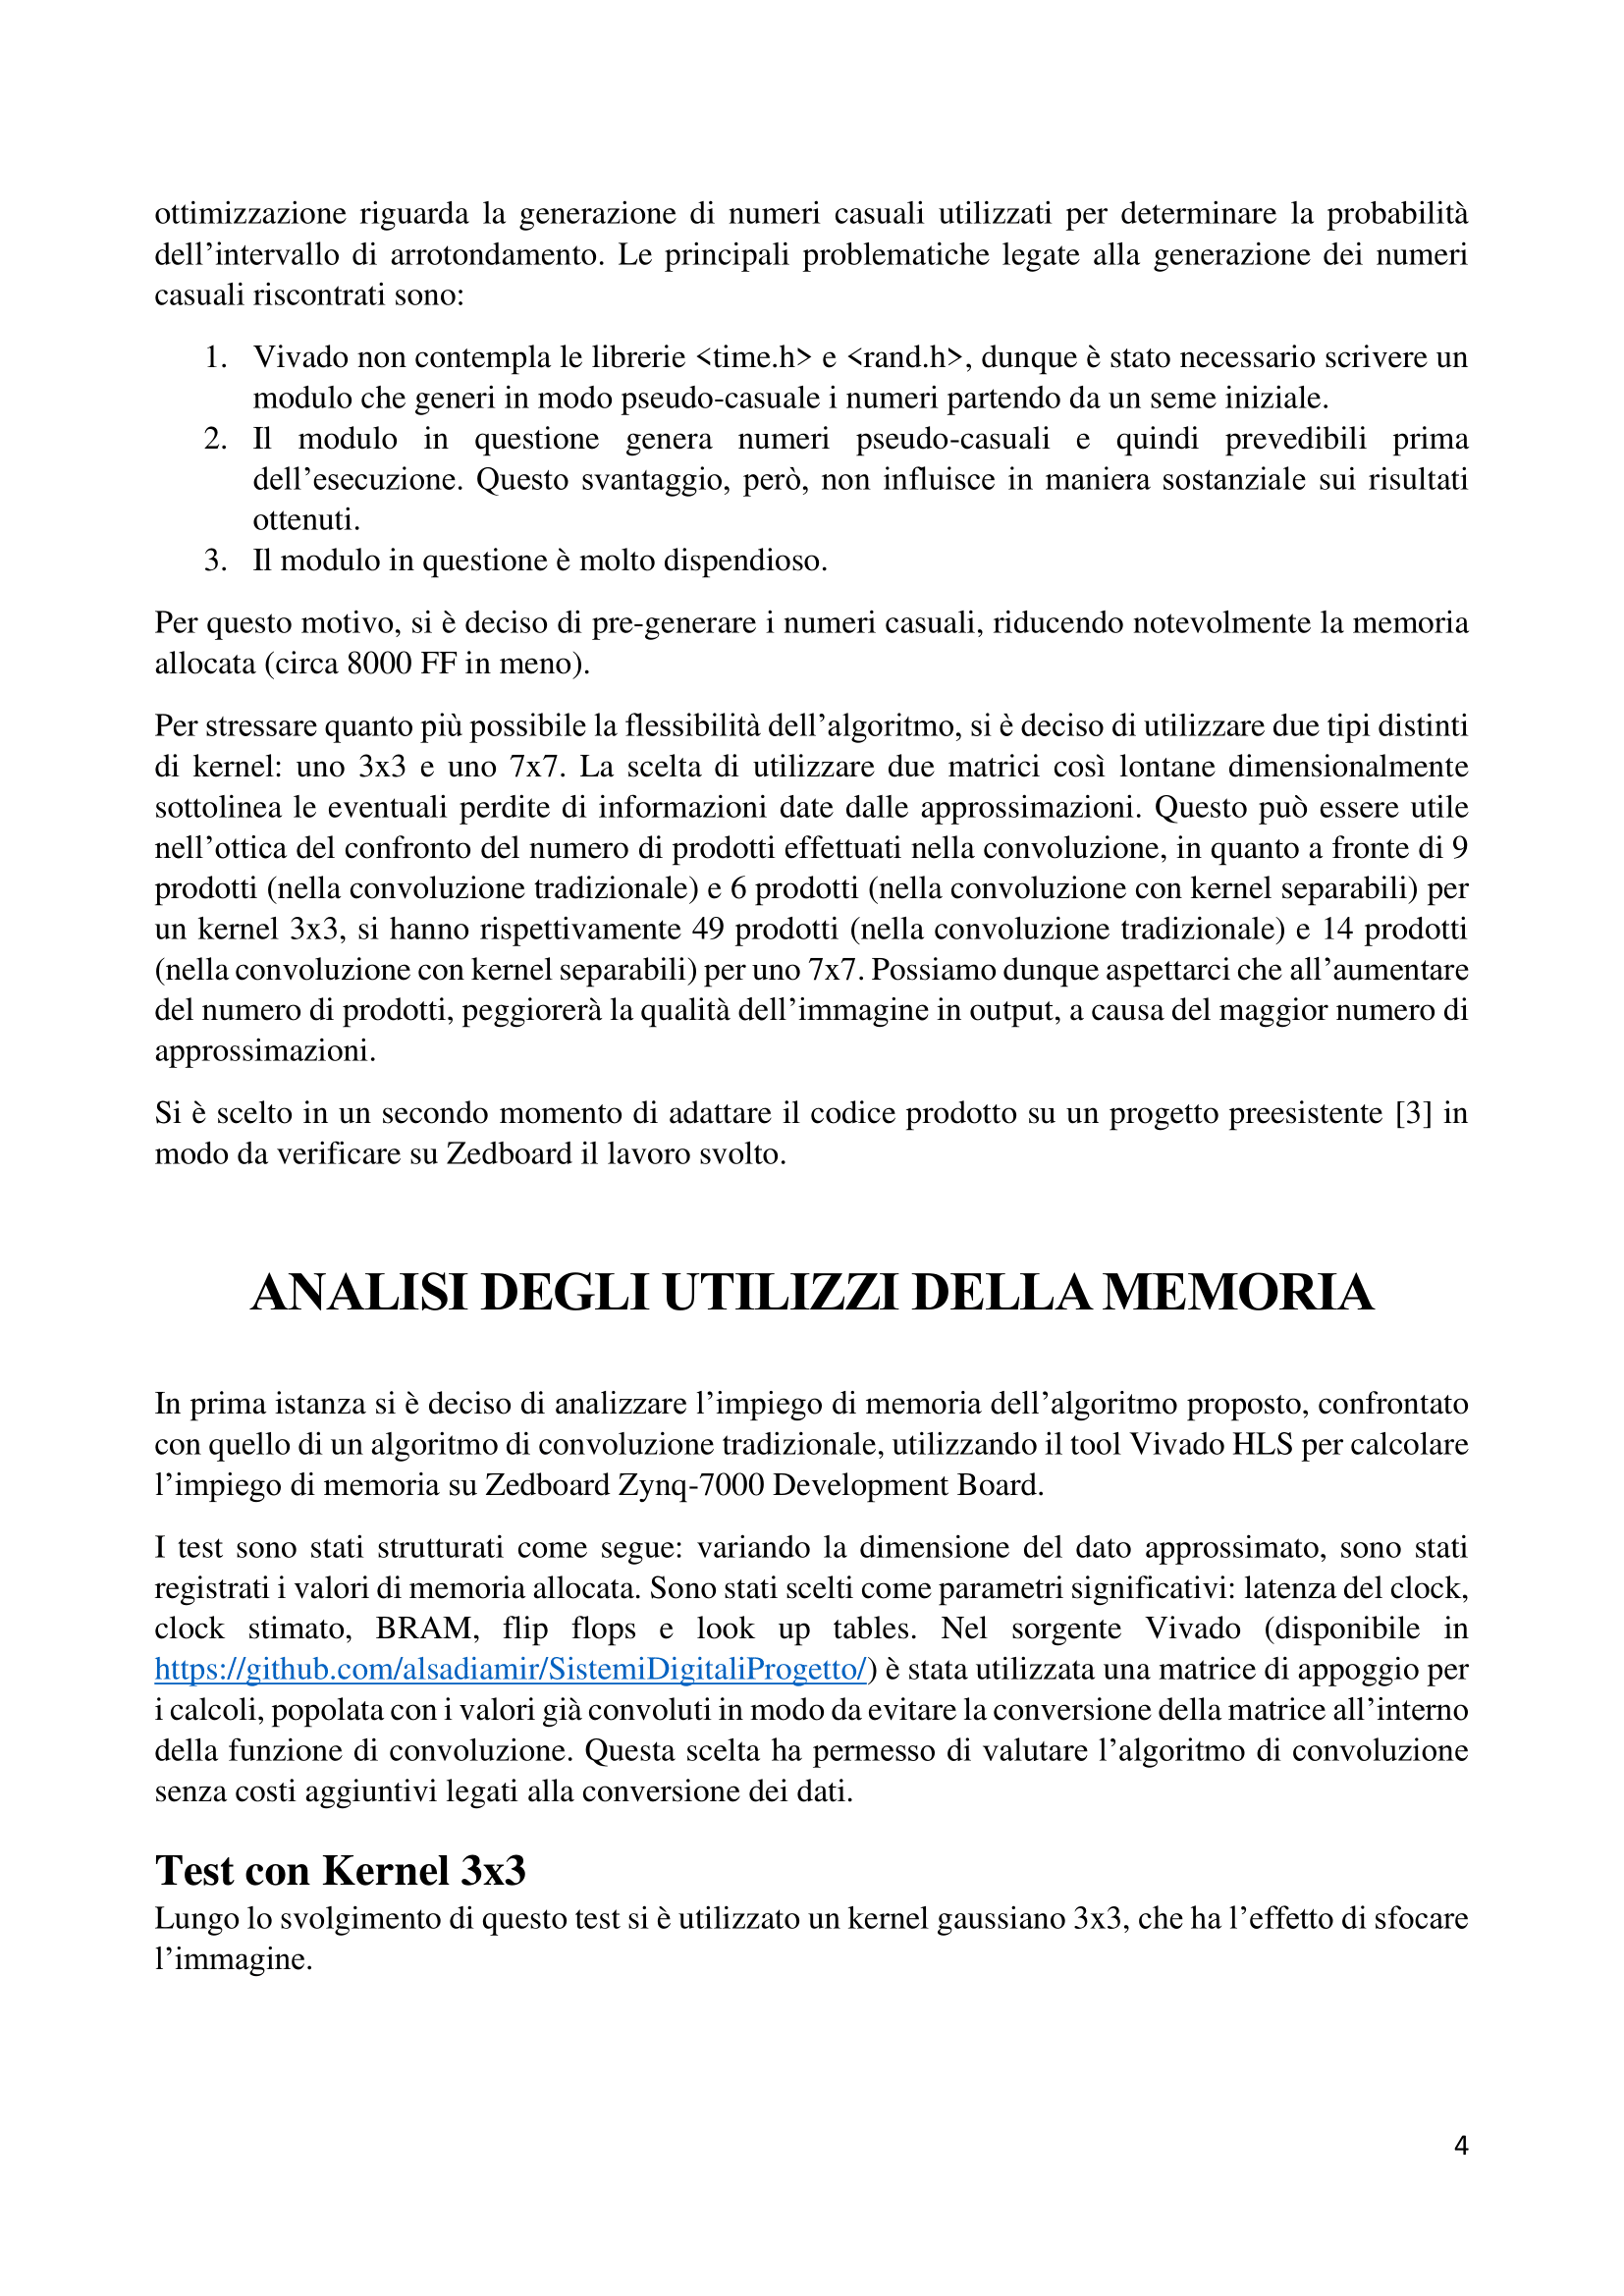 ottimizzazione riguarda la generazione di numeri casuali utilizzati per determinare la probabilità
dell’intervallo di arrotondamento. Le principali problematiche legate alla generazione dei numeri
casuali riscontrati sono:
1. Vivado non contempla le librerie <time.h> e <rand.h>, dunque è stato necessario scrivere un
modulo che generi in modo pseudo-casuale i numeri partendo da un seme iniziale.
2. Il modulo in questione genera numeri pseudo-casuali e quindi prevedibili prima
dell’esecuzione. Questo svantaggio, però, non influisce in maniera sostanziale sui risultati
ottenuti.
3. Il modulo in questione è molto dispendioso.
Per questo motivo, si è deciso di pre-generare i numeri casuali, riducendo notevolmente la memoria
allocata (circa 8000 FF in meno).
Per stressare quanto più possibile la flessibilità dell’algoritmo, si è deciso di utilizzare due tipi distinti
di kernel: uno 3x3 e uno 7x7. La scelta di utilizzare due matrici così lontane dimensionalmente
sottolinea le eventuali perdite di informazioni date dalle approssimazioni. Questo può essere utile
nell’ottica del confronto del numero di prodotti effettuati nella convoluzione, in quanto a fronte di 9
prodotti (nella convoluzione tradizionale) e 6 prodotti (nella convoluzione con kernel separabili) per
un kernel 3x3, si hanno rispettivamente 49 prodotti (nella convoluzione tradizionale) e 14 prodotti
(nella convoluzione con kernel separabili) per uno 7x7. Possiamo dunque aspettarci che all’aumentare
del numero di prodotti, peggiorerà la qualità dell’immagine in output, a causa del maggior numero di
approssimazioni.
Si è scelto in un secondo momento di adattare il codice prodotto su un progetto preesistente [3] in
modo da verificare su Zedboard il lavoro svolto.
ANALISI DEGLI UTILIZZI DELLA MEMORIA
In prima istanza si è deciso di analizzare l’impiego di memoria dell’algoritmo proposto, confrontato
con quello di un algoritmo di convoluzione tradizionale, utilizzando il tool Vivado HLS per calcolare
l’impiego di memoria su Zedboard Zynq-7000 Development Board.
I test sono stati strutturati come segue: variando la dimensione del dato approssimato, sono stati
registrati i valori di memoria allocata. Sono stati scelti come parametri significativi: latenza del clock,
clock stimato, BRAM, flip flops e look up tables. Nel sorgente Vivado (disponibile in
https://github.com/alsadiamir/SistemiDigitaliProgetto/) è stata utilizzata una matrice di appoggio per
i calcoli, popolata con i valori già convoluti in modo da evitare la conversione della matrice all’interno
della funzione di convoluzione. Questa scelta ha permesso di valutare l’algoritmo di convoluzione
senza costi aggiuntivi legati alla conversione dei dati.
Test con Kernel 3x3
Lungo lo svolgimento di questo test si è utilizzato un kernel gaussiano 3x3, che ha l’effetto di sfocare
l’immagine.
4